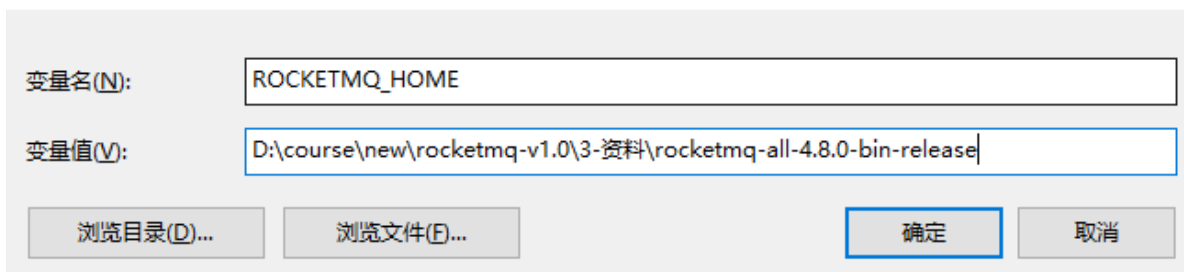 变量名(N):
ROCKETMQ_HOME
变量值(V):
D:\course\new\rocketmq-v1.0\3-资料\rocketmq-all-4.8.0-bin-release
浏览目录(D)...
浏览文件(F)...
确定
取消